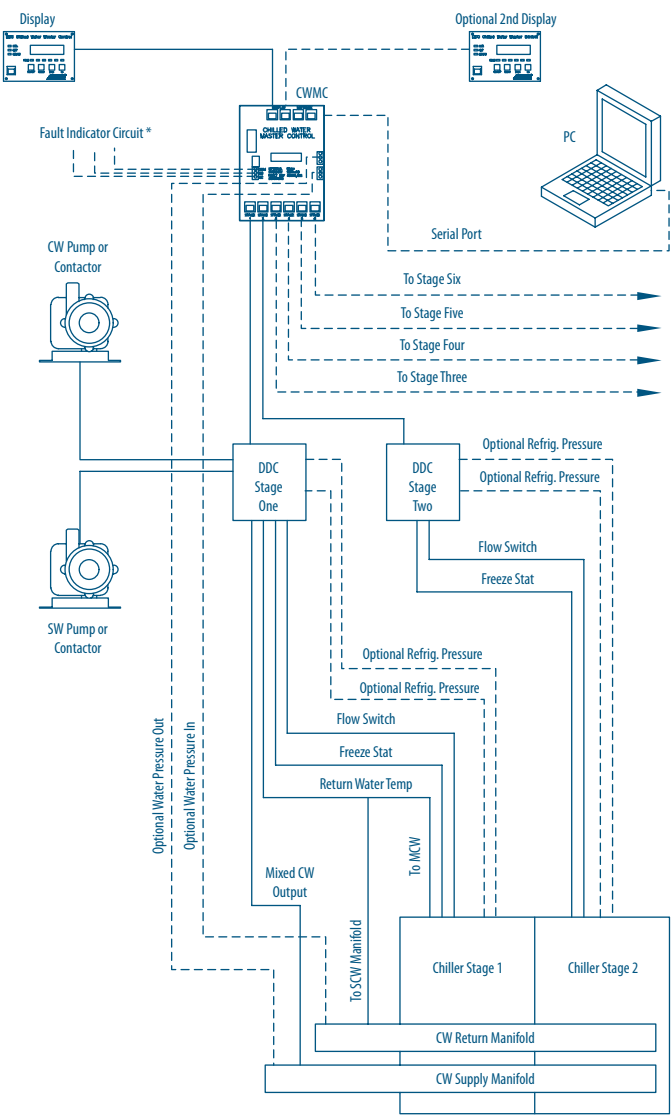 Display
Optional 2nd Display
CWMC
CHILLED WATER
MASTER CONTROL
Fault Indicator Circuit *
PC
Serial Port
CW Pump or
Contactor
To Stage Six
To Stage Five
To Stage Four
To Stage Three
DDC
Stage
One
DDC
Stage
Two
Optional Refrig. Pressure
Optional Refrig. Pressure
Flow Switch
Freeze Stat
SW Pump or
Contactor
Optional Refrig. Pressure
Optional Refrig. Pressure
Flow Switch
Freeze Stat
Return Water Temp
Optional Water Pressure Out
Optional Water Pressure In
To MCW
Mixed CW
Output
To SCW Manifold
Chiller Stage 1
Chiller Stage 2
CW Return Manifold
CW Supply Manifold